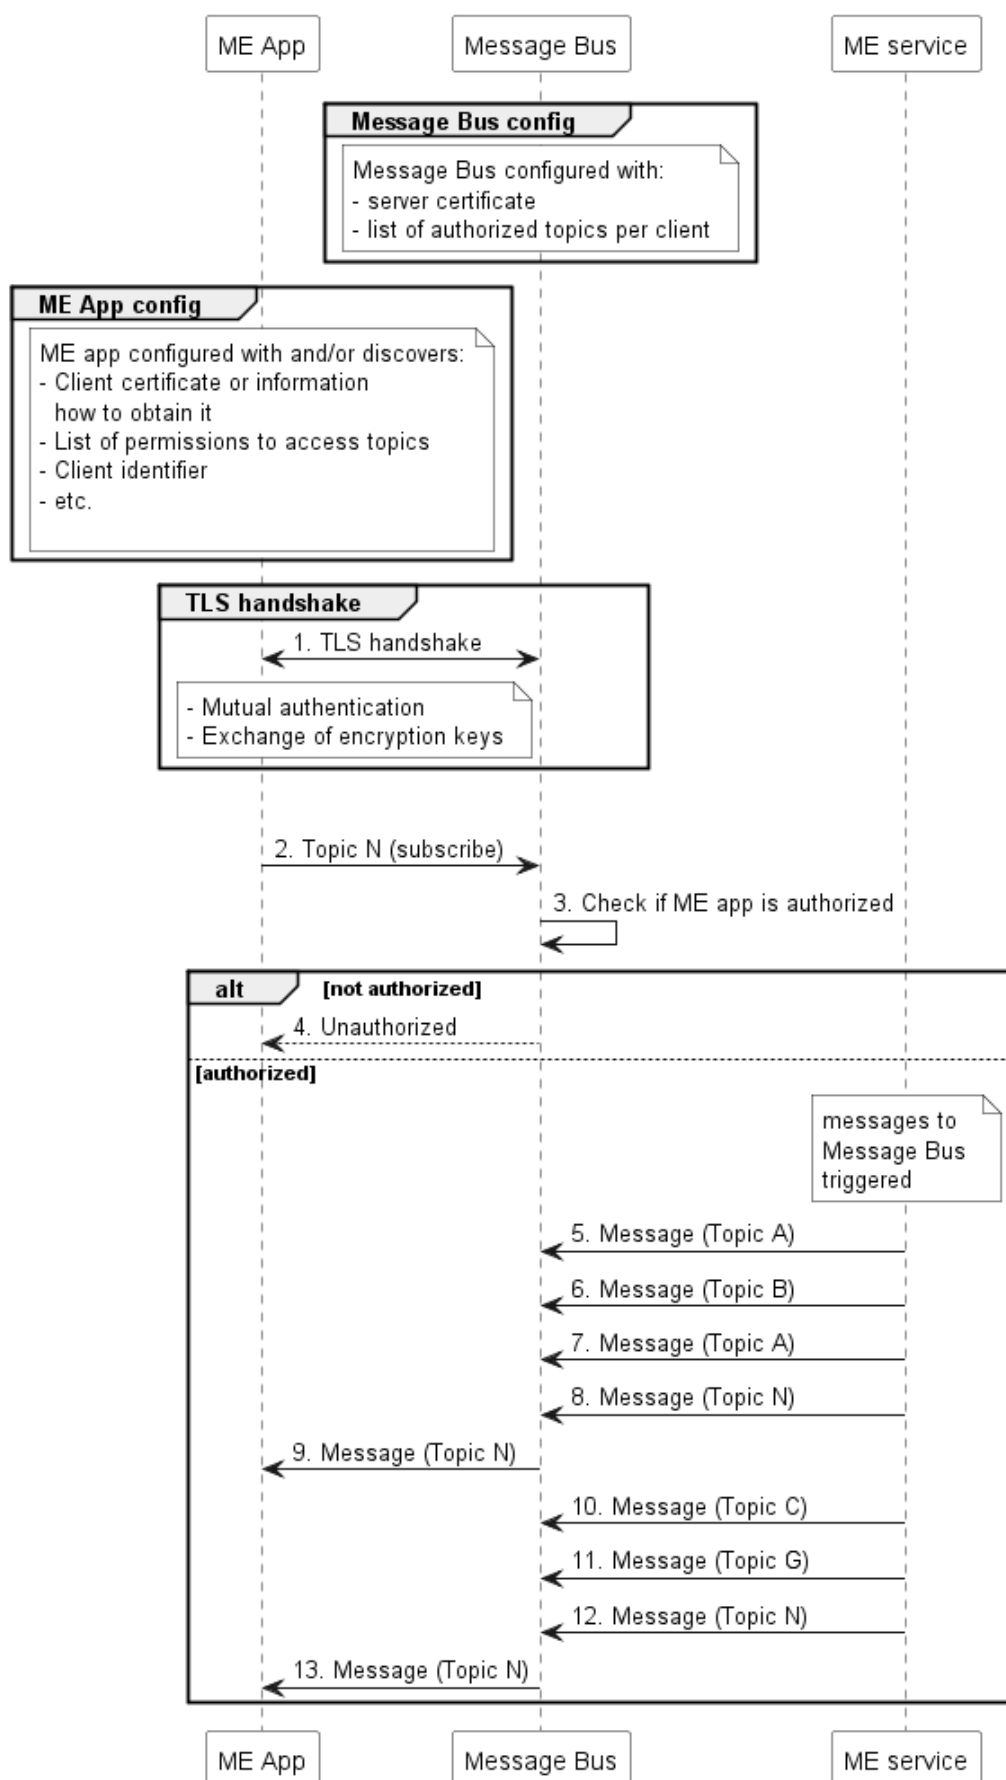 ME App
Message Bus
ME service
Message Bus config
Message Bus configured with:
- server certificate
- list of authorized topics per client
ME App config
ME app configured with and/or discovers:
- Client certificate or information
how to obtain it
- List of permissions to access topics
- Client identifier
- etc.
TLS handshake
1. TLS handshake
- Mutual authentication
- Exchange of encryption keys
2. Topic N (subscribe)
3. Check if ME app is authorized
alt [not authorized]
4. Unauthorized
[authorized]
messages to
Message Bus
triggered
5. Message (Topic A)
6. Message (Topic B)
7. Message (Topic A)
8. Message (Topic N)
9. Message (Topic N)
10. Message (Topic C)
11. Message (Topic G)
12. Message (Topic N)
13. Message (Topic N)
ME App
Message Bus
ME service